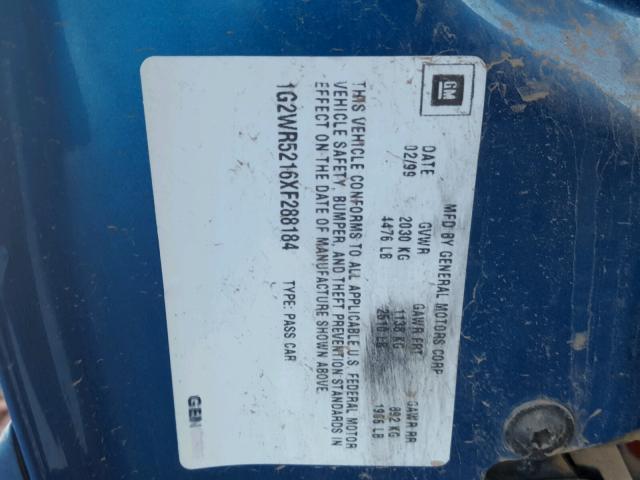 GM
MFD BY GENERAL MOTORS CORP
DATE GVWR GAWR FRT GAWR RR
02/99 2030 KG 1138 KG 892 KG
4476 LB 2510 LB 1966 LB
THIS VEHICLE CONFORMS TO ALL APPLICABLE U S FEDERAL MOTOR
VEHICLE SAFETY, BUMPER, AND THEFT PREVENTION STANDARDS IN
EFFECT ON THE DATE OF MANUFACTURE SHOWN ABOVE.
1G2WR5216XF288184 TYPE: PASS CAR
GEN